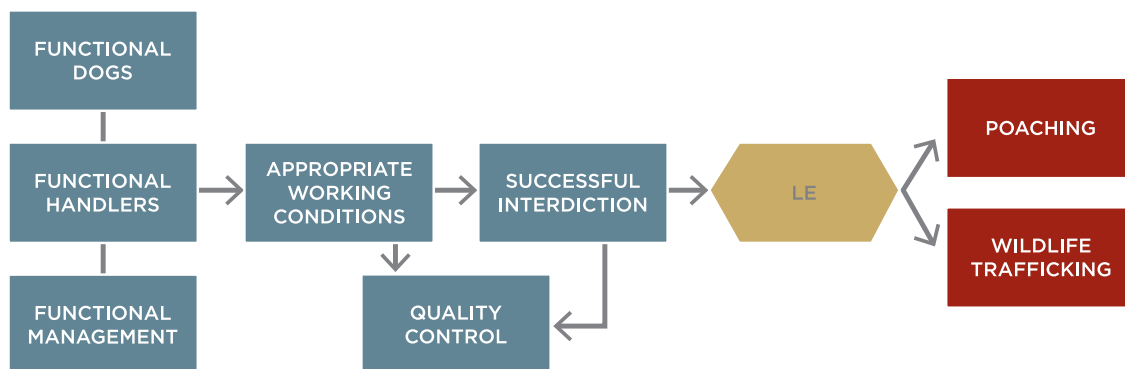 FUNCTIONAL
DOGS
FUNCTIONAL
HANDLERS
FUNCTIONAL
MANAGEMENT
APPROPRIATE
WORKING
CONDITIONS
SUCCESSFUL
INTERDICTION
QUALITY
CONTROL
LE
POACHING
WILDLIFE
TRAFFICKING